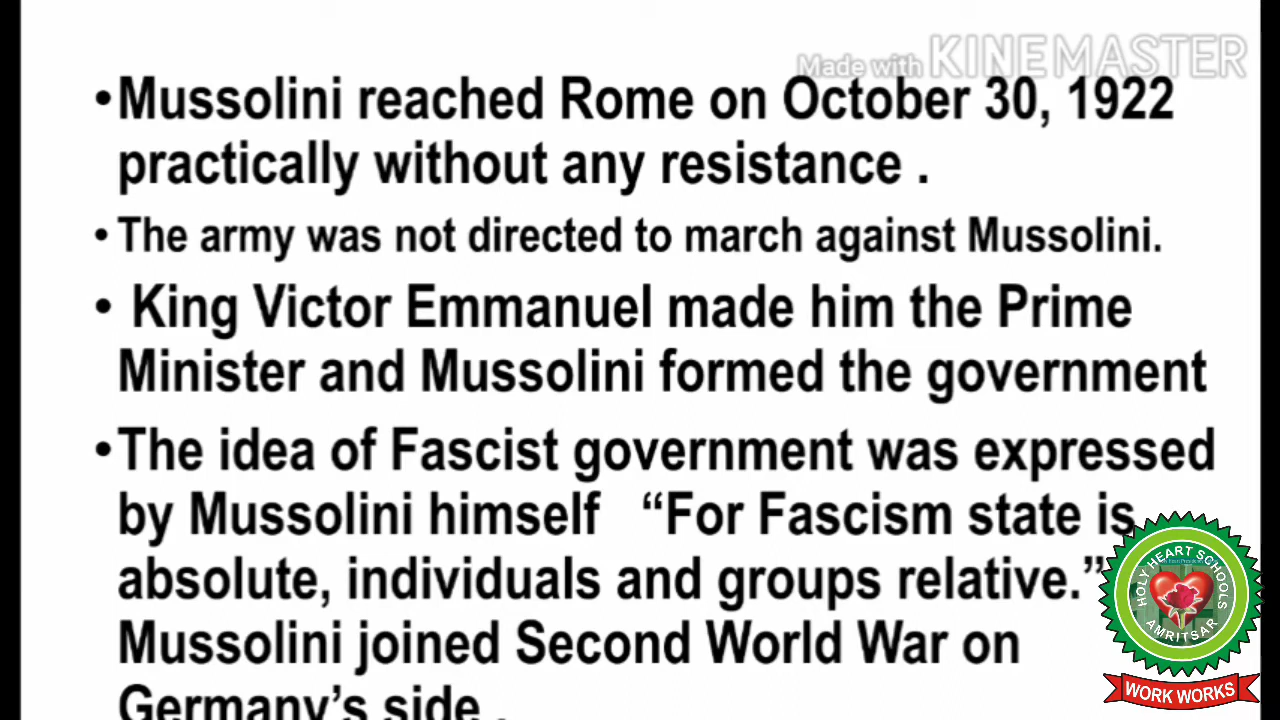 Made with KINEMASTER
•Mussolini reached Rome on October 30, 1922
practically without any resistance .
• The army was not directed to march against Mussolini.
• King Victor Emmanuel made him the Prime
Minister and Mussolini formed the government
•The idea of Fascist government was expressed
by Mussolini himself “For Fascism state is
absolute, individuals and groups relative.”
Mussolini joined Second World War on
Germany’s side .
HOLY HEART SCHOOLS
AMRITSAR
WORK WORKS